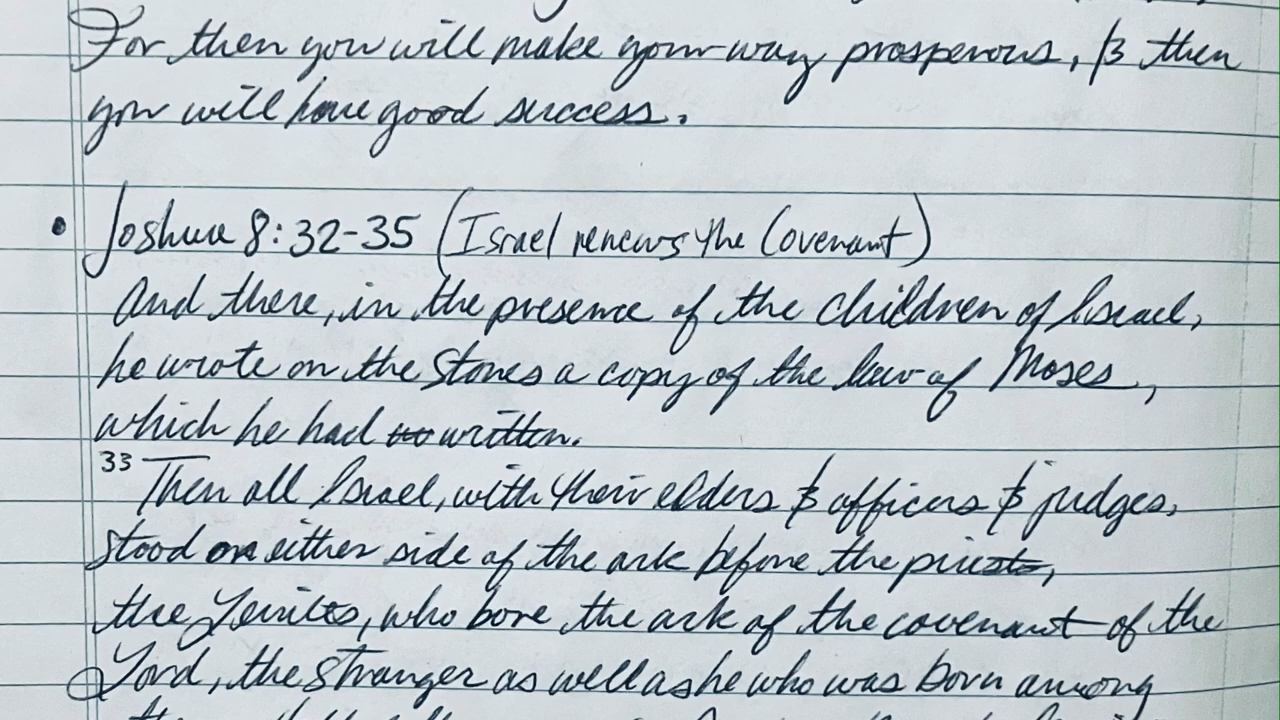 For then you will make your way prosperous, & then
you will have good success.
• Joshua 8:32-35 (Israel renews the Covenant)
And there, in the presence of the children of Israel,
he wrote on the stones a copy of the law of Moses,
which he had written.
33 Then all Israel, with their elders & officers & judges,
stood on either side of the ark before the priests,
the Levites, who bore the ark of the covenant of the
Lord, the stranger as well as he who was born among